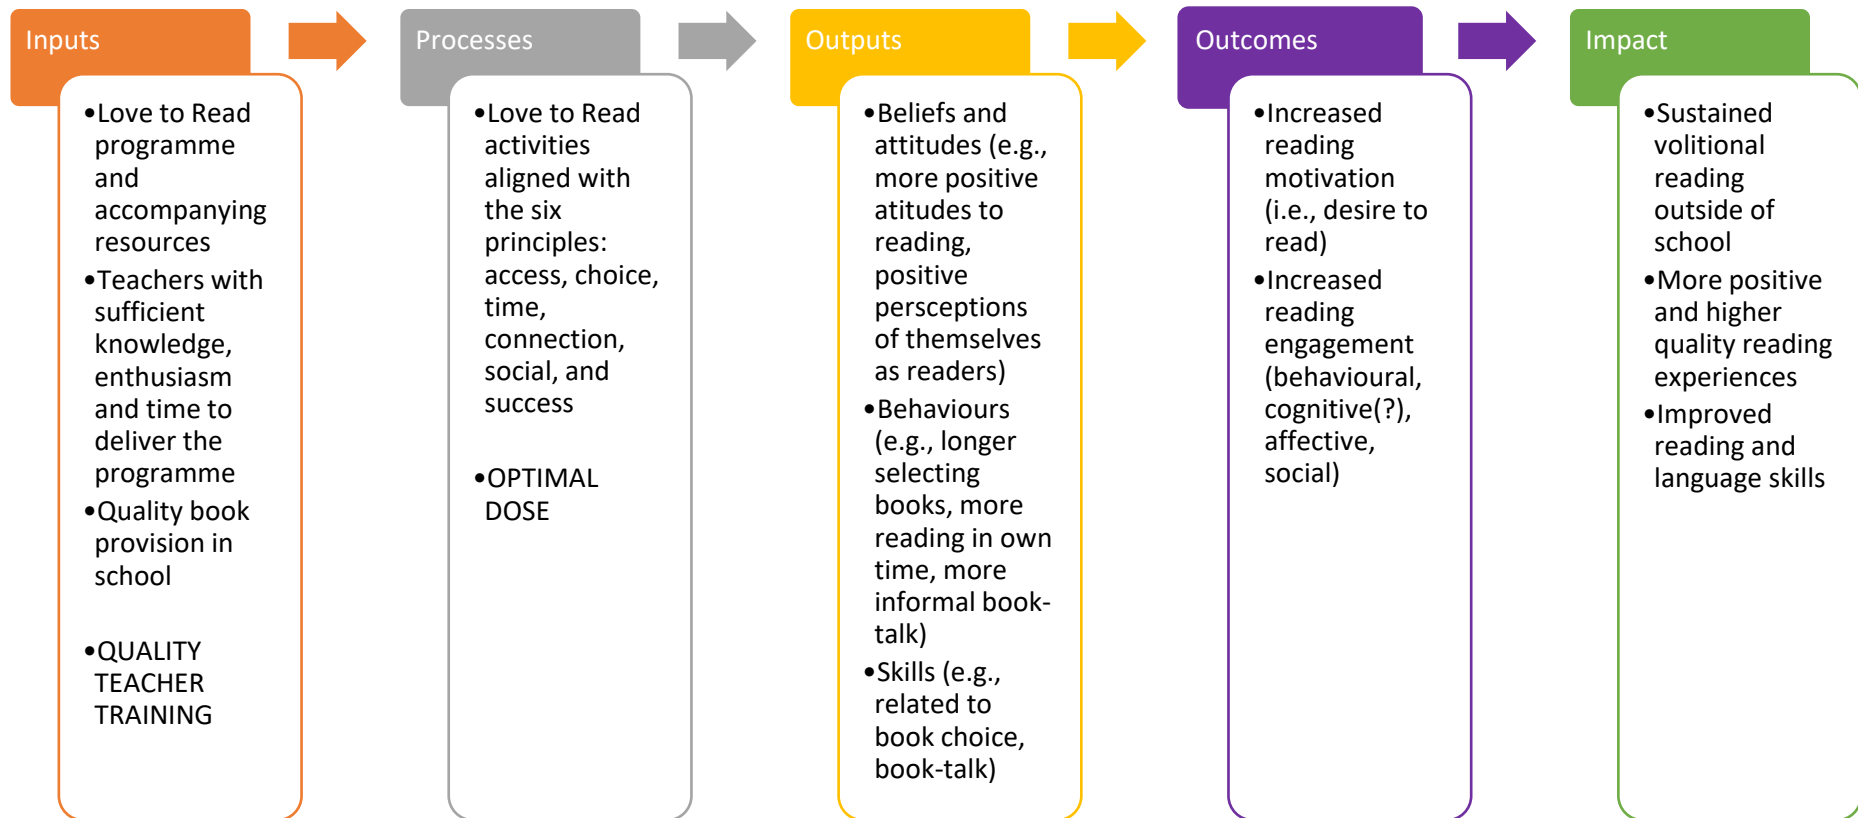 Inputs
•Love to Read
programme
and
accompanying
resources
•Teachers with
sufficient
knowledge,
enthusiasm
and time to
deliver the
programme
•Quality book
provision in
school
•QUALITY
TEACHER
TRAINING
Processes
•Love to Read
activities
aligned with
the six
principles:
access, choice,
time,
connection,
social, and
success
•OPTIMAL
DOSE
Outputs
•Beliefs and
attitudes (e.g.,
more positive
atitudes to
reading,
positive
persceptions
of themselves
as readers)
•Behaviours
(e.g., longer
selecting
books, more
reading in own
time, more
informal book-
talk)
•Skills (e.g.,
related to
book choice,
book-talk)
Outcomes
•Increased
reading
motivation
(i.e., desire to
read)
•Increased
reading
engagement
(behavioural,
cognitive(?),
affective,
social)
Impact
•Sustained
volitional
reading
outside of
school
•More positive
and higher
quality reading
experiences
•Improved
reading and
language skills